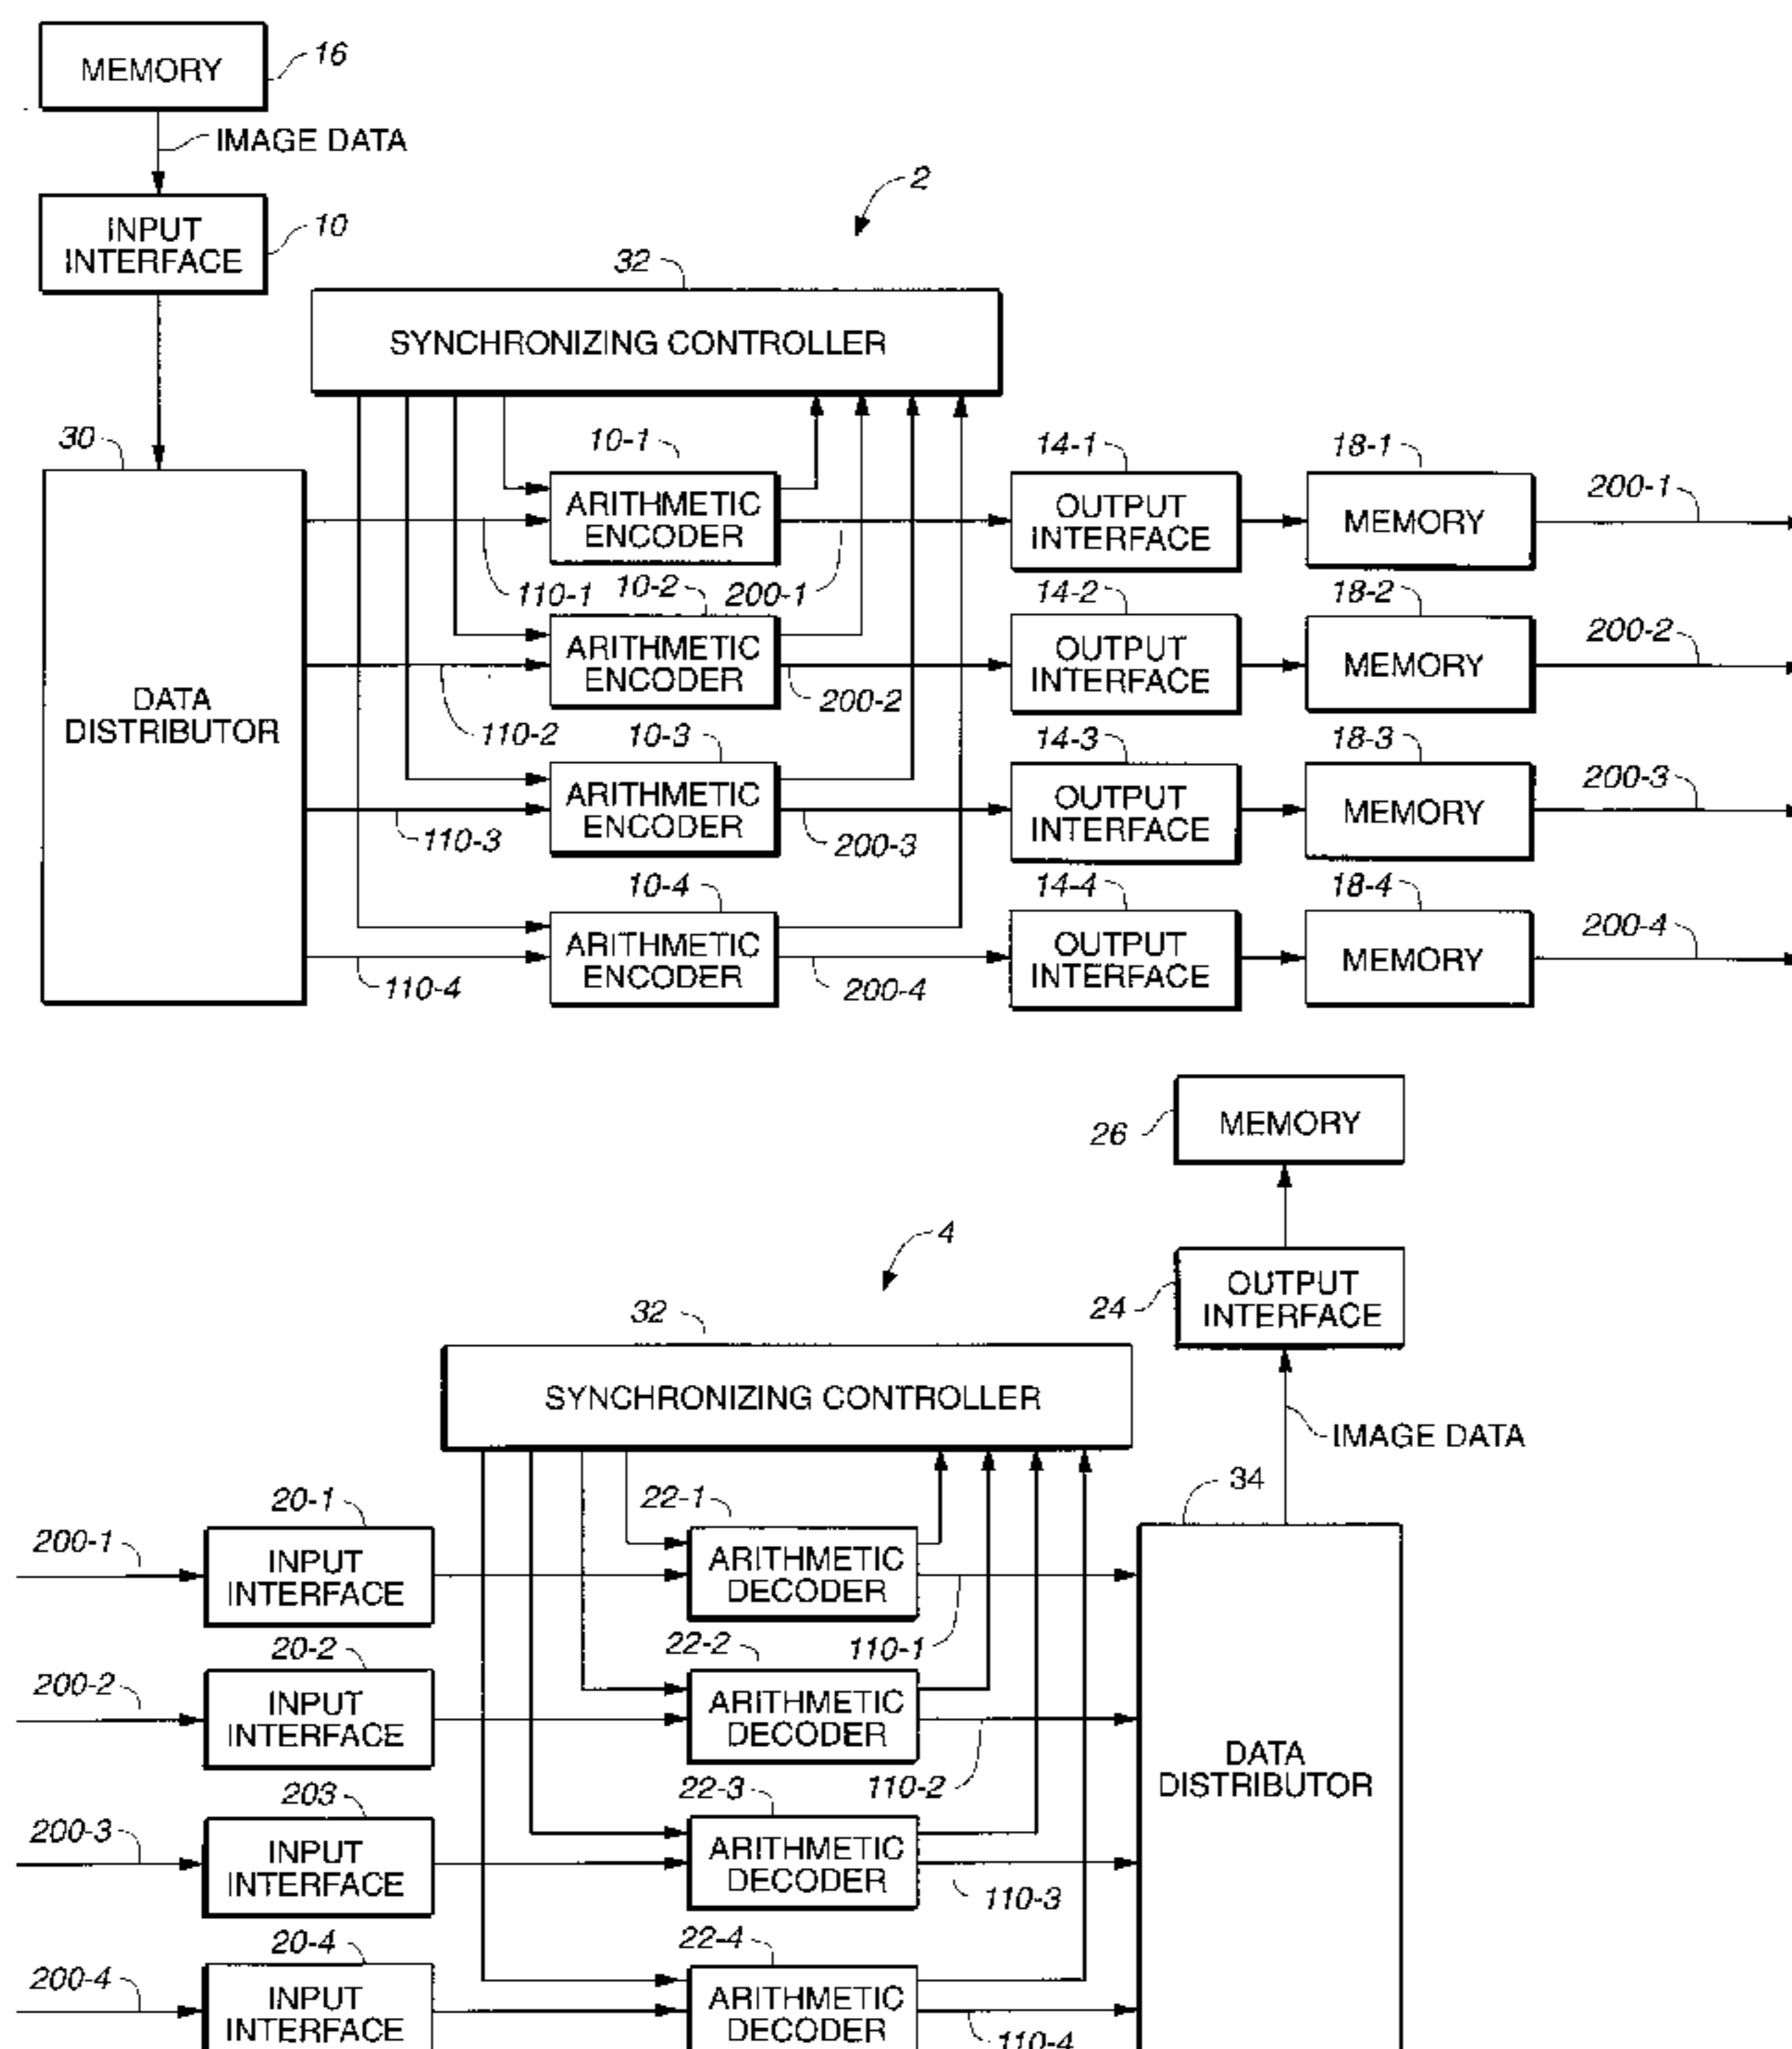 MEMORY
16
IMAGE DATA
INPUT
INTERFACE
10
2
32
SYNCHRONIZING CONTROLLER
30
DATA
DISTRIBUTOR
10-1
ARITHMETIC
ENCODER
14-1
OUTPUT
INTERFACE
18-1
MEMORY
200-1
110-1
10-2
200-1
ARITHMETIC
ENCODER
14-2
OUTPUT
INTERFACE
18-2
MEMORY
200-2
110-2
200-2
10-3
ARITHMETIC
ENCODER
14-3
OUTPUT
INTERFACE
18-3
MEMORY
200-3
110-3
200-3
10-4
ARITHMETIC
ENCODER
14-4
OUTPUT
INTERFACE
18-4
MEMORY
200-4
110-4
200-4
26
MEMORY
4
24
OUTPUT
INTERFACE
32
SYNCHRONIZING CONTROLLER
IMAGE DATA
34
DATA
DISTRIBUTOR
200-1
20-1
INPUT
INTERFACE
22-1
ARITHMETIC
DECODER
110-1
200-2
20-2
INPUT
INTERFACE
22-2
ARITHMETIC
DECODER
110-2
200-3
203
INPUT
INTERFACE
22-3
ARITHMETIC
DECODER
110-3
200-4
20-4
INPUT
INTERFACE
22-4
ARITHMETIC
DECODER
110-4